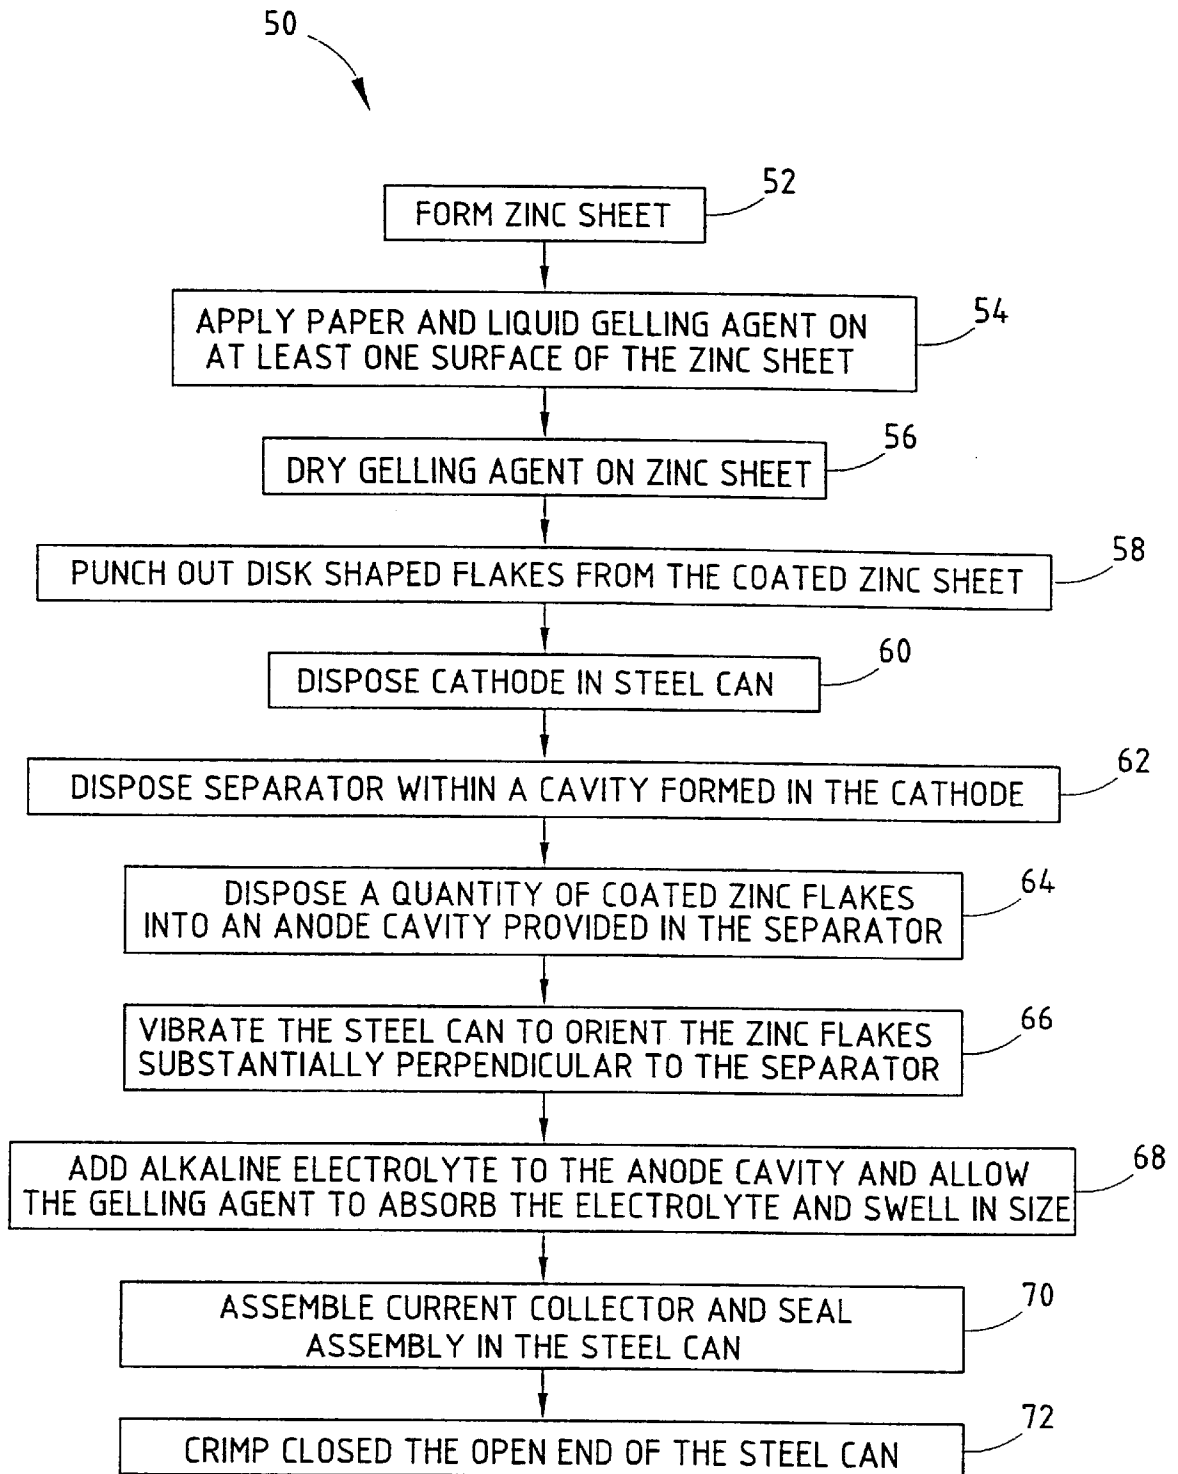 50
52
FORM ZINC SHEET
54
APPLY PAPER AND LIQUID GELLING AGENT ON
AT LEAST ONE SURFACE OF THE ZINC SHEET
56
DRY GELLING AGENT ON ZINC SHEET
58
PUNCH OUT DISK SHAPED FLAKES FROM THE COATED ZINC SHEET
60
DISPOSE CATHODE IN STEEL CAN
62
DISPOSE SEPARATOR WITHIN A CAVITY FORMED IN THE CATHODE
64
DISPOSE A QUANTITY OF COATED ZINC FLAKES
INTO AN ANODE CAVITY PROVIDED IN THE SEPARATOR
66
VIBRATE THE STEEL CAN TO ORIENT THE ZINC FLAKES
SUBSTANTIALLY PERPENDICULAR TO THE SEPARATOR
68
ADD ALKALINE ELECTROLYTE TO THE ANODE CAVITY AND ALLOW
THE GELLING AGENT TO ABSORB THE ELECTROLYTE AND SWELL IN SIZE
70
ASSEMBLE CURRENT COLLECTOR AND SEAL
ASSEMBLY IN THE STEEL CAN
72
CRIMP CLOSED THE OPEN END OF THE STEEL CAN